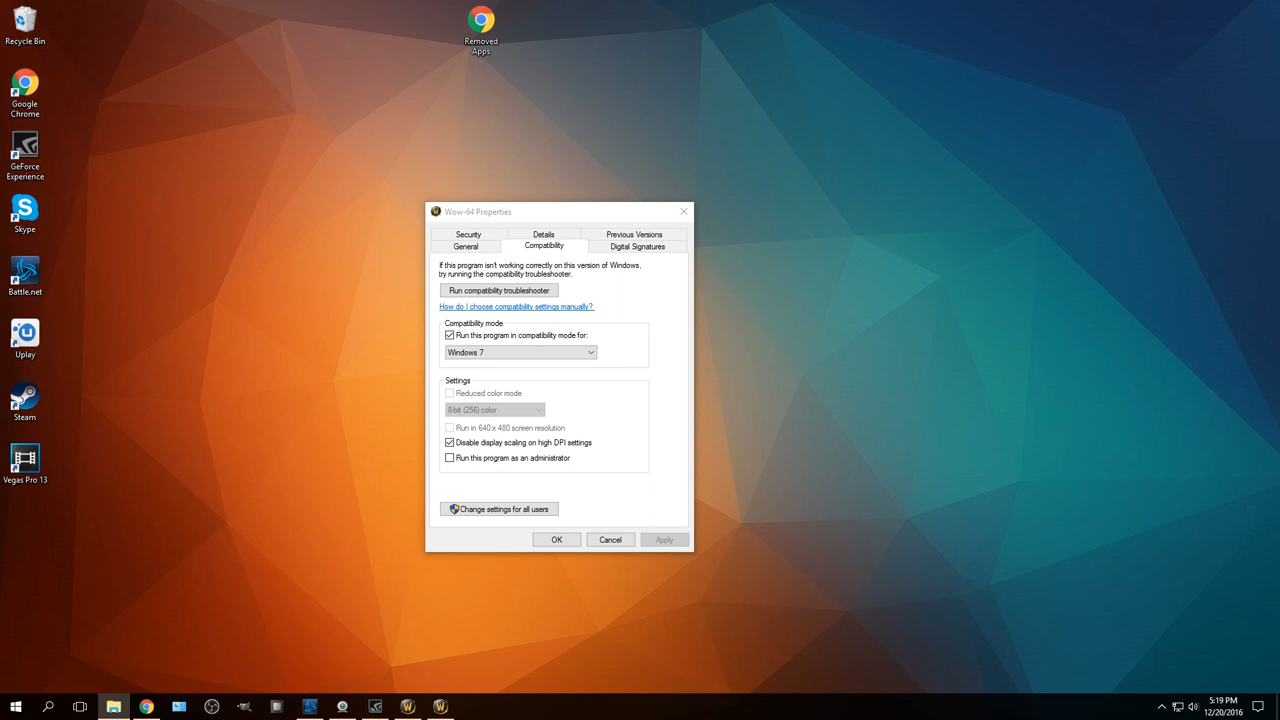 Recycle Bin
Removed
Apps
Google
Chrome
GeForce
Experience
Skype
Battle.net
Uplay
Steam
Vegas Pro 13
Wow-64 Properties
Security
Details
Previous Versions
General
Compatibility
Digital Signatures
If this program isn't working correctly on this version of Windows,
try running the compatibility troubleshooter.
Run compatibility troubleshooter
How do I choose compatibility settings manually?
Compatibility mode
Run this program in compatibility mode for:
Windows 7
Settings
Reduced color mode
8-bit (256) color
Run in 640 x 480 screen resolution
Disable display scaling on high DPI settings
Run this program as an administrator
Change settings for all users
OK
Cancel
Apply
5:19 PM
12/20/2016